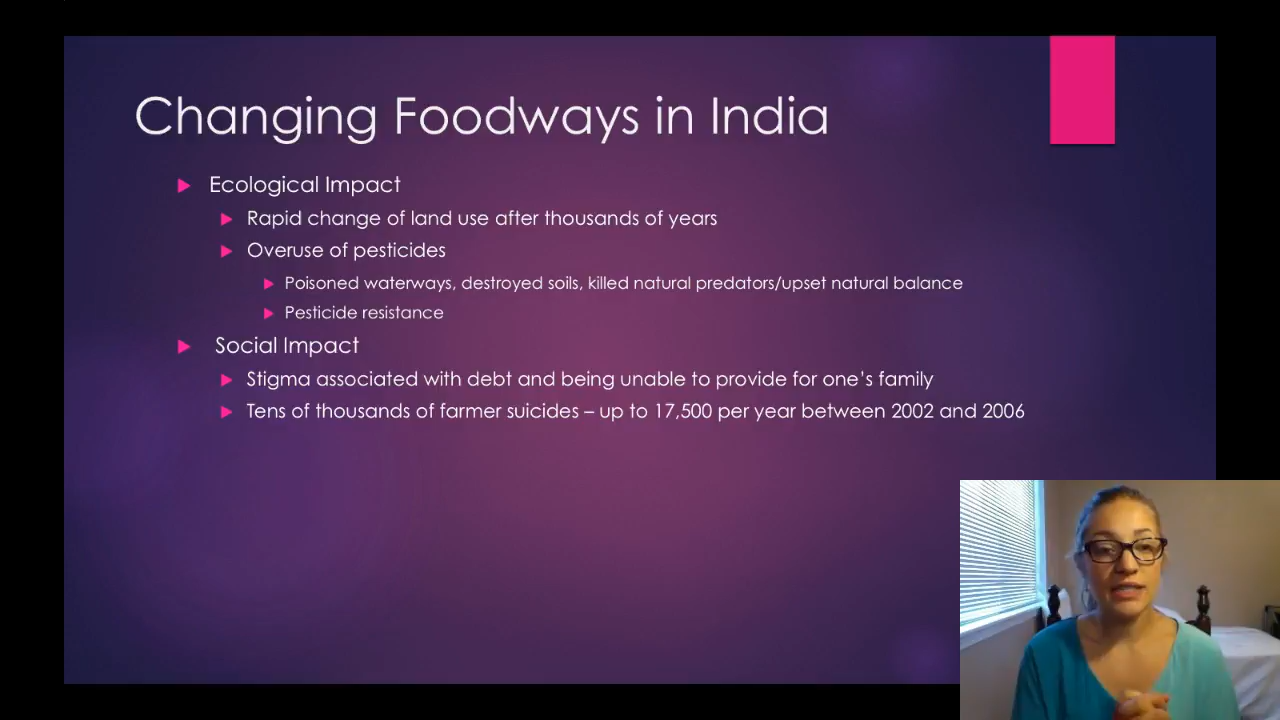 Changing Foodways in India
Ecological Impact
Rapid change of land use after thousands of years
Overuse of pesticides
Poisoned waterways, destroyed soils, killed natural predators/upset natural balance
Pesticide resistance
Social Impact
Stigma associated with debt and being unable to provide for one's family
Tens of thousands of farmer suicides – up to 17,500 per year between 2002 and 2006